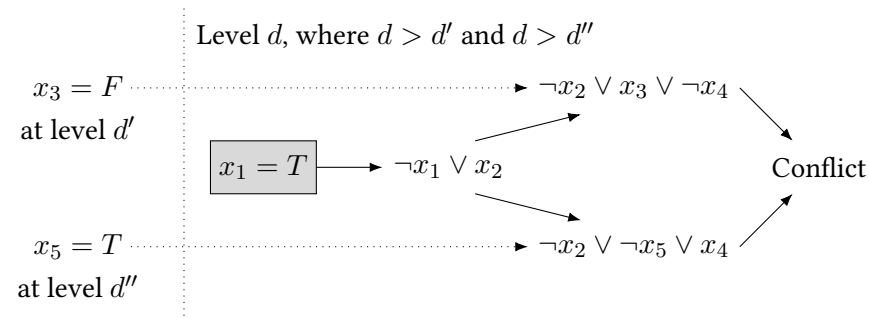 Level d, where d > d′ and d > d′′
x₃ = F
at level d′
¬x₂ ∨ x₃ ∨ ¬x₄
x₁ = T
¬x₁ ∨ x₂
Conflict
x₅ = T
at level d′′
¬x₂ ∨ ¬x₅ ∨ x₄